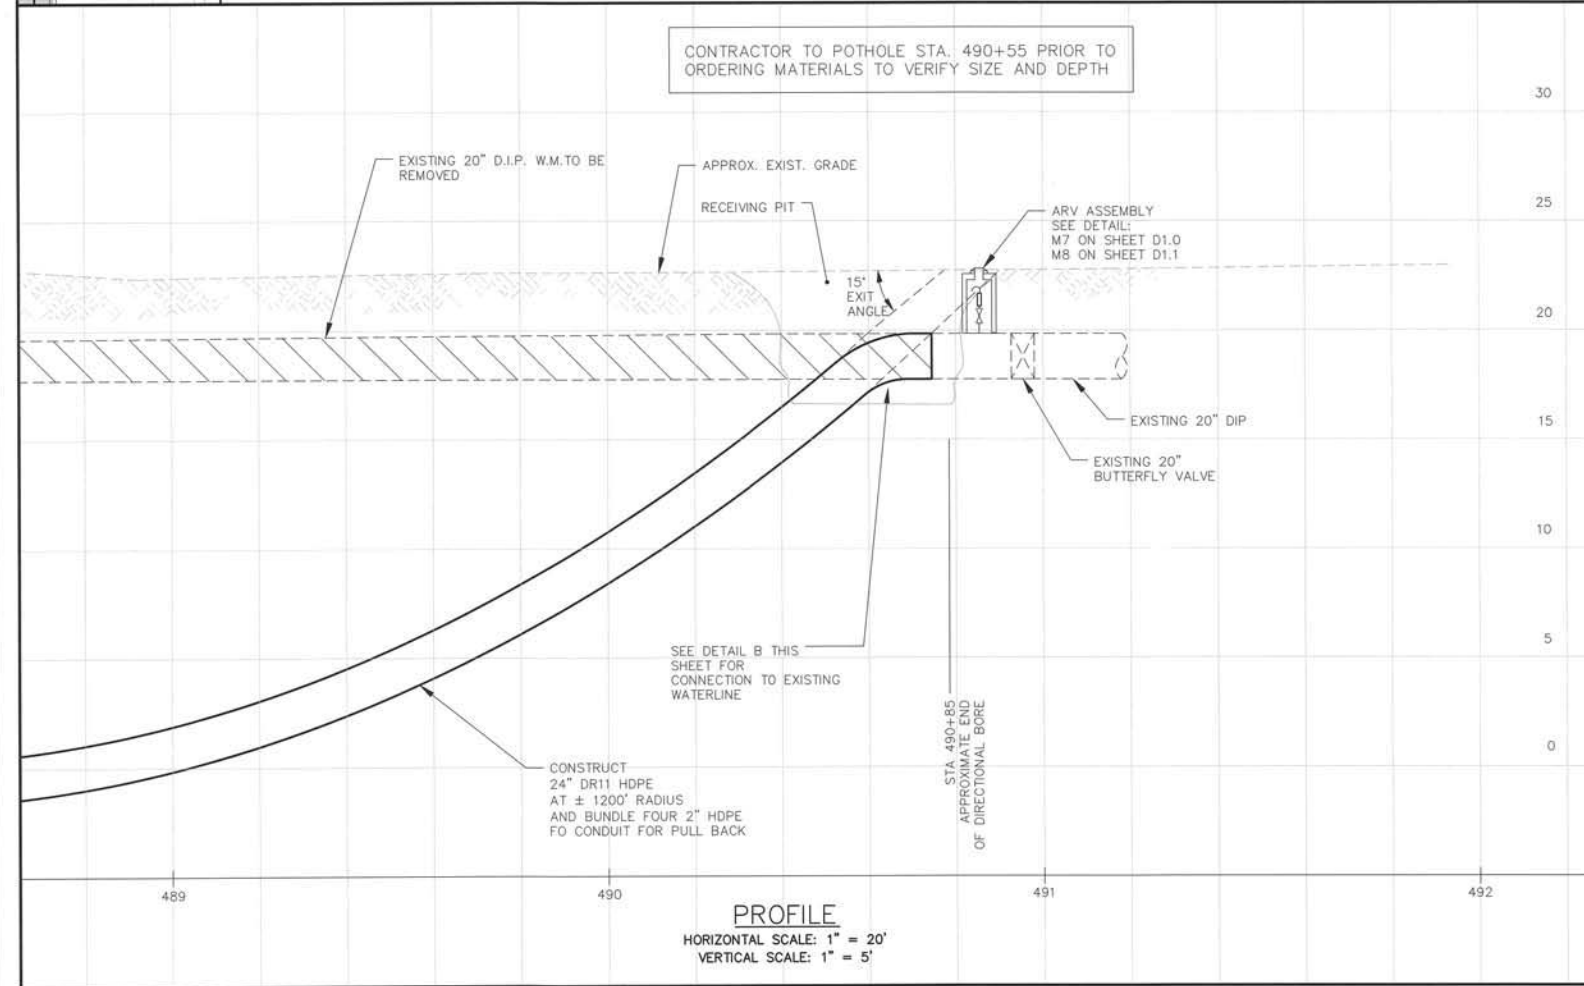 CONTRACTOR TO POTHOLE STA. 490+55 PRIOR TO
ORDERING MATERIALS TO VERIFY SIZE AND DEPTH
30
EXISTING 20" D.I.P. W.M.TO BE
REMOVED
APPROX. EXIST. GRADE
RECEIVING PIT
25
ARV ASSEMBLY
SEE DETAIL:
M7 ON SHEET D1.0
M8 ON SHEET D1.1
15°
EXIT
ANGLE
20
15
EXISTING 20" DIP
EXISTING 20"
BUTTERFLY VALVE
10
SEE DETAIL B THIS
SHEET FOR
CONNECTION TO EXISTING
WATERLINE
5
STA 490+85
APPROXIMATE END
OF DIRECTIONAL BORE
0
CONSTRUCT
24" DR11 HDPE
AT ± 1200' RADIUS
AND BUNDLE FOUR 2" HDPE
FO CONDUIT FOR PULL BACK
489
490
491
492
PROFILE
HORIZONTAL SCALE: 1" = 20'
VERTICAL SCALE: 1" = 5'